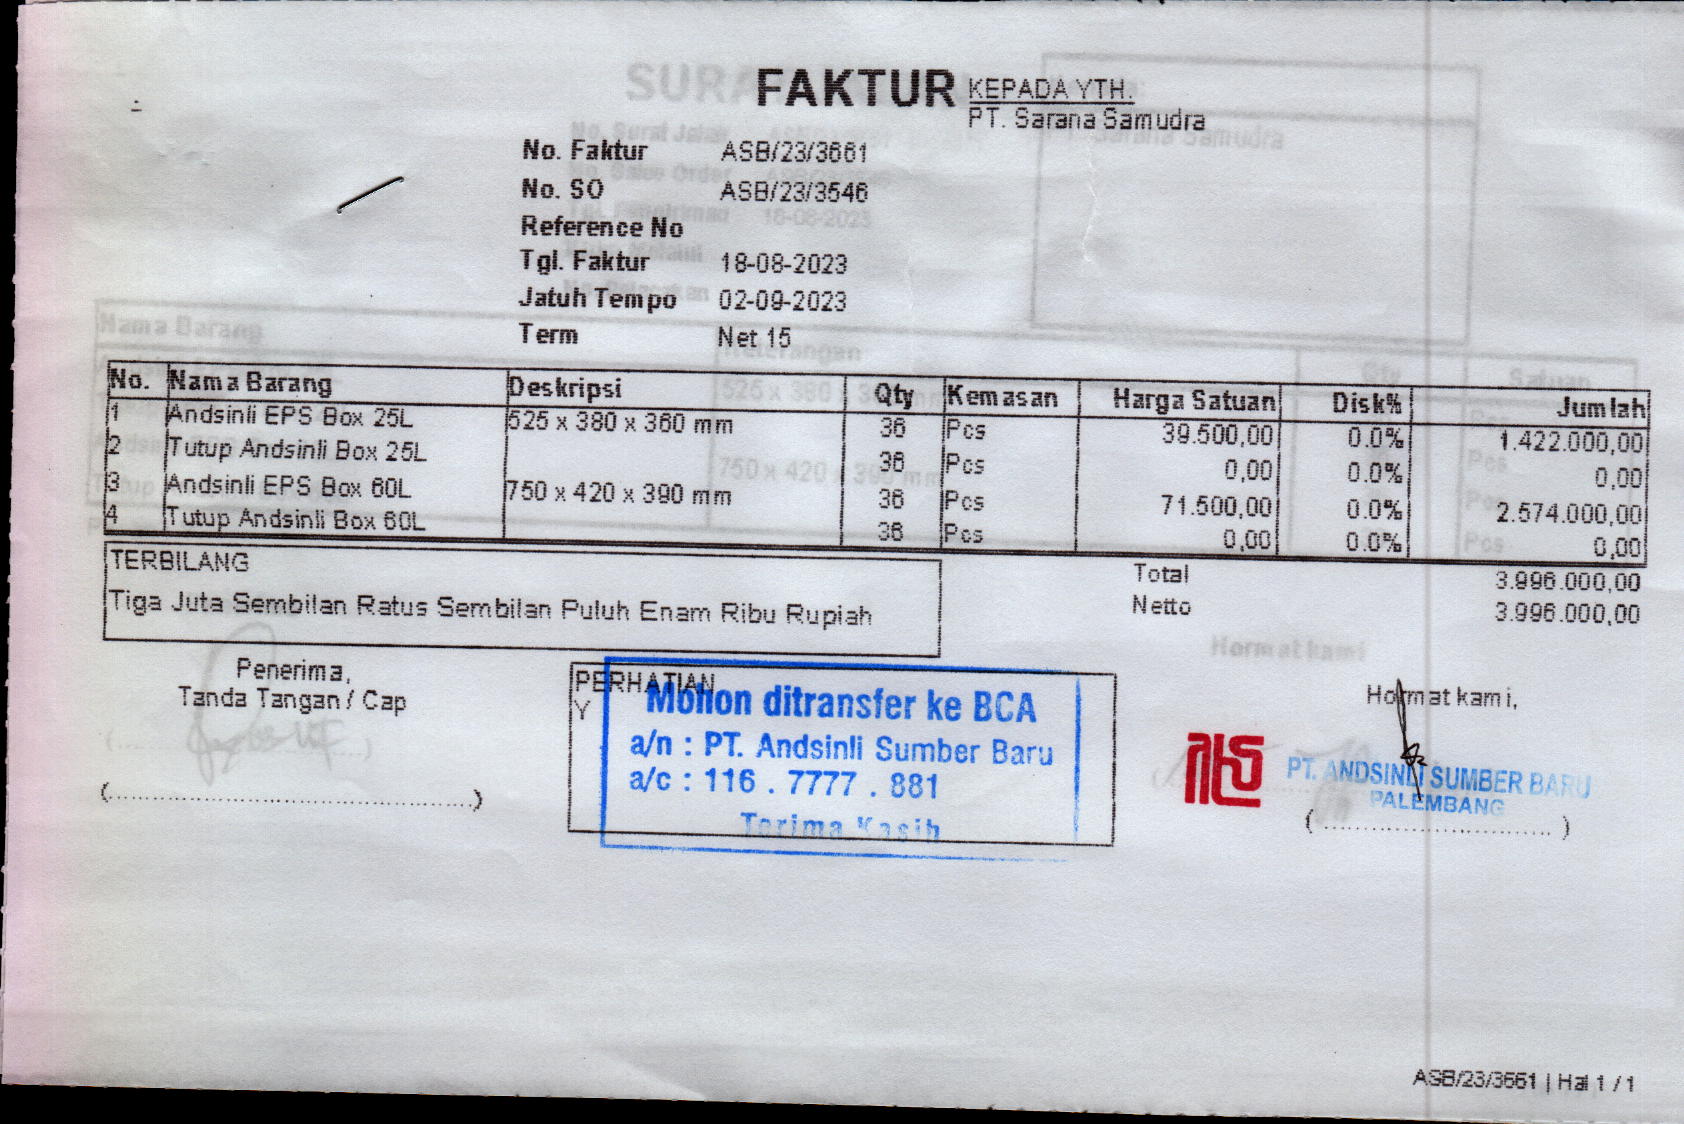 FAKTUR
KEPADA YTH.
PT. Sarana Samudra
No. Faktur ASB/23/3661
No. SO ASB/23/3546
Reference No
Tgl. Faktur 18-08-2023
Jatuh Tempo 02-09-2023
Term Net 15
No. Nama Barang Deskripsi Qty Kemasan Harga Satuan Disk% Jumlah
1 Andsinli EPS Box 25L 525 x 380 x 360 mm 36 Pcs 39.500,00 0.0% 1.422.000,00
2 Tutup Andsinli Box 25L 36 Pcs 0,00 0.0% 0,00
3 Andsinli EPS Box 60L 750 x 420 x 390 mm 36 Pcs 71.500,00 0.0% 2.574.000,00
4 Tutup Andsinli Box 60L 36 Pcs 0,00 0.0% 0,00
TERBILANG
Tiga Juta Sembilan Ratus Sembilan Puluh Enam Ribu Rupiah
Total 3.996.000,00
Netto 3.996.000,00
Penerima,
Tanda Tangan / Cap
PERHATIAN
Y
Mohon ditransfer ke BCA
a/n : PT. Andsinli Sumber Baru
a/c : 116 . 7777 . 881
Terima Kasih
Hormat kami,
PT. ANDSINLI SUMBER BARU
PALEMBANG
ASB/23/3661 | Hal 1 / 1